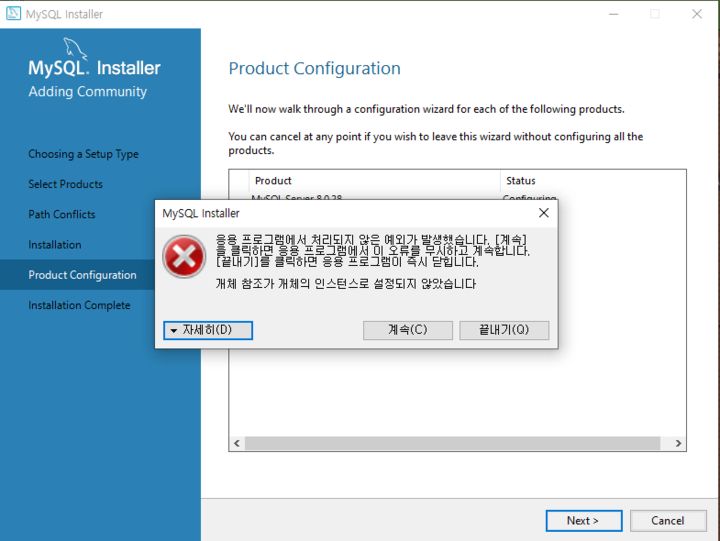 MySQL Installer
MySQL. Installer
Adding Community
Choosing a Setup Type
Select Products
Path Conflicts
Installation
Product Configuration
Installation Complete
Product Configuration
We'll now walk through a configuration wizard for each of the following products.
You can cancel at any point if you wish to leave this wizard without configuring all the
products.
Product Status
MySQL Server 8.0.28 Configuring
MySQL Installer
응용 프로그램에서 처리되지 않은 예외가 발생했습니다. [계속]
을 클릭하면 응용 프로그램에서 이 오류를 무시하고 계속합니다.
[끝내기]를 클릭하면 응용 프로그램이 즉시 닫힙니다.
개체 참조가 개체의 인스턴스로 설정되지 않았습니다
자세히(D) 계속(C) 끝내기(Q)
Next > Cancel